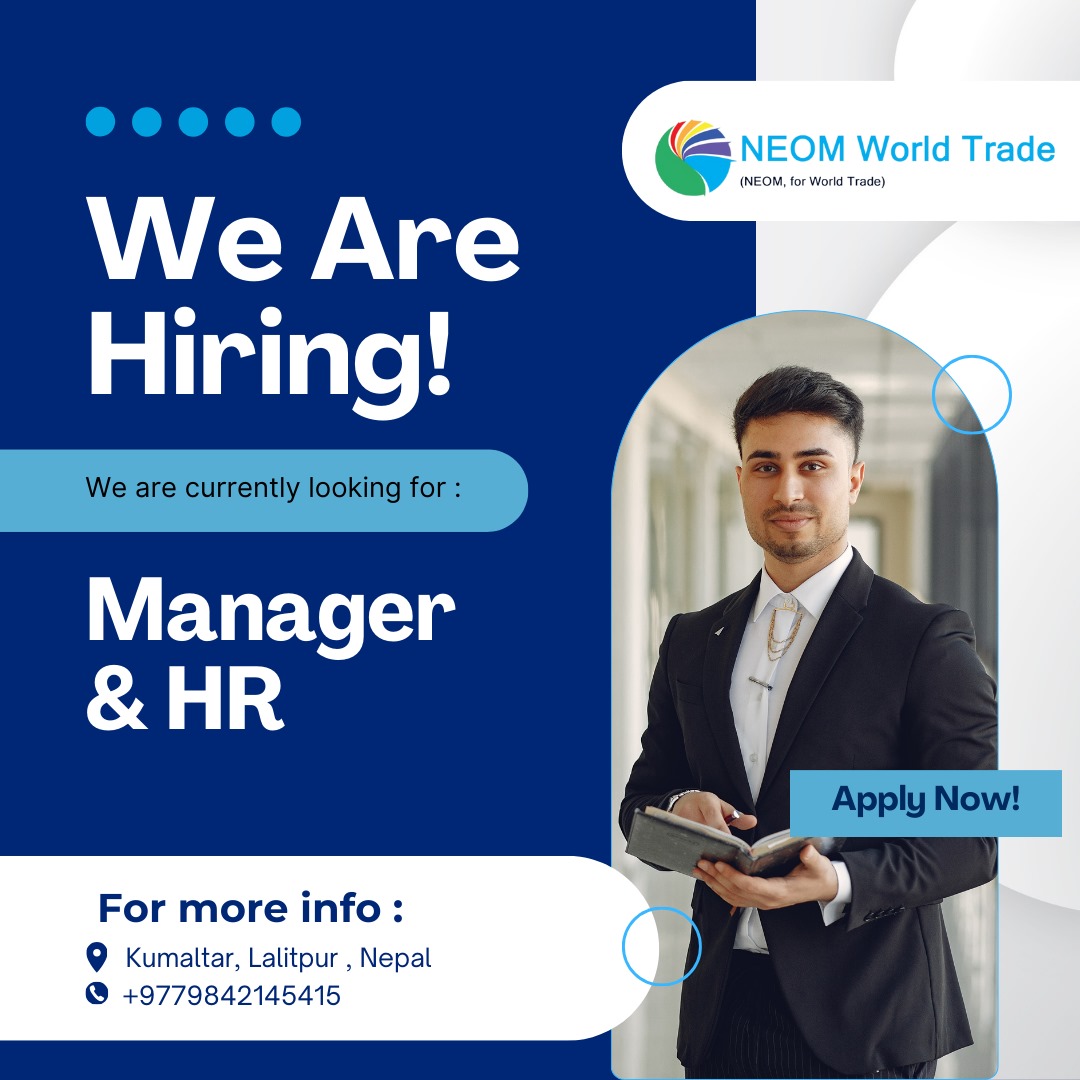 NEOM World Trade
(NEOM, for World Trade)
We Are
Hiring!
We are currently looking for :
Manager
& HR
Apply Now!
For more info :
Kumaltar, Lalitpur , Nepal
+9779842145415